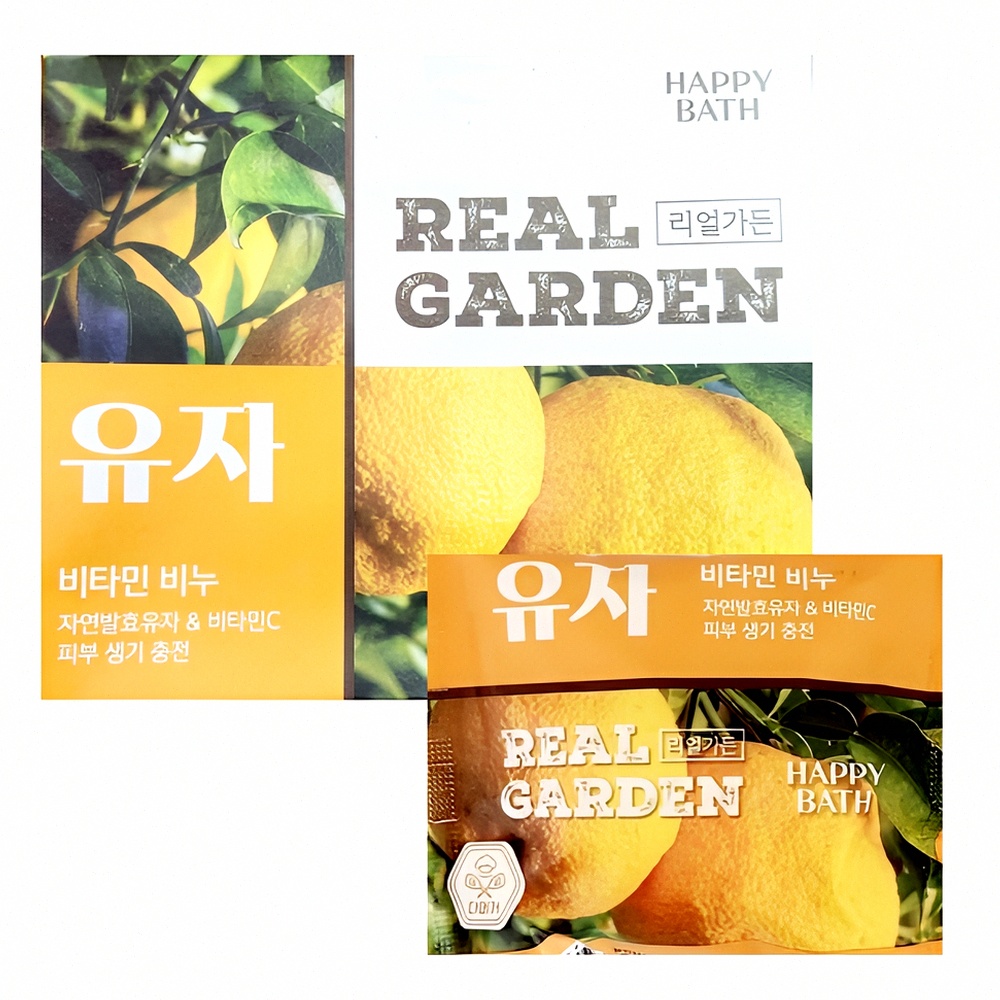 HAPPY
BATH
REAL
리얼가든
GARDEN
유자
비타민 비누
자연발효유자 & 비타민C
피부 생기 충전
유자
비타민 비누
자연발효유자 & 비타민C
피부 생기 충전
REAL
리얼가든
GARDEN
HAPPY
BATH